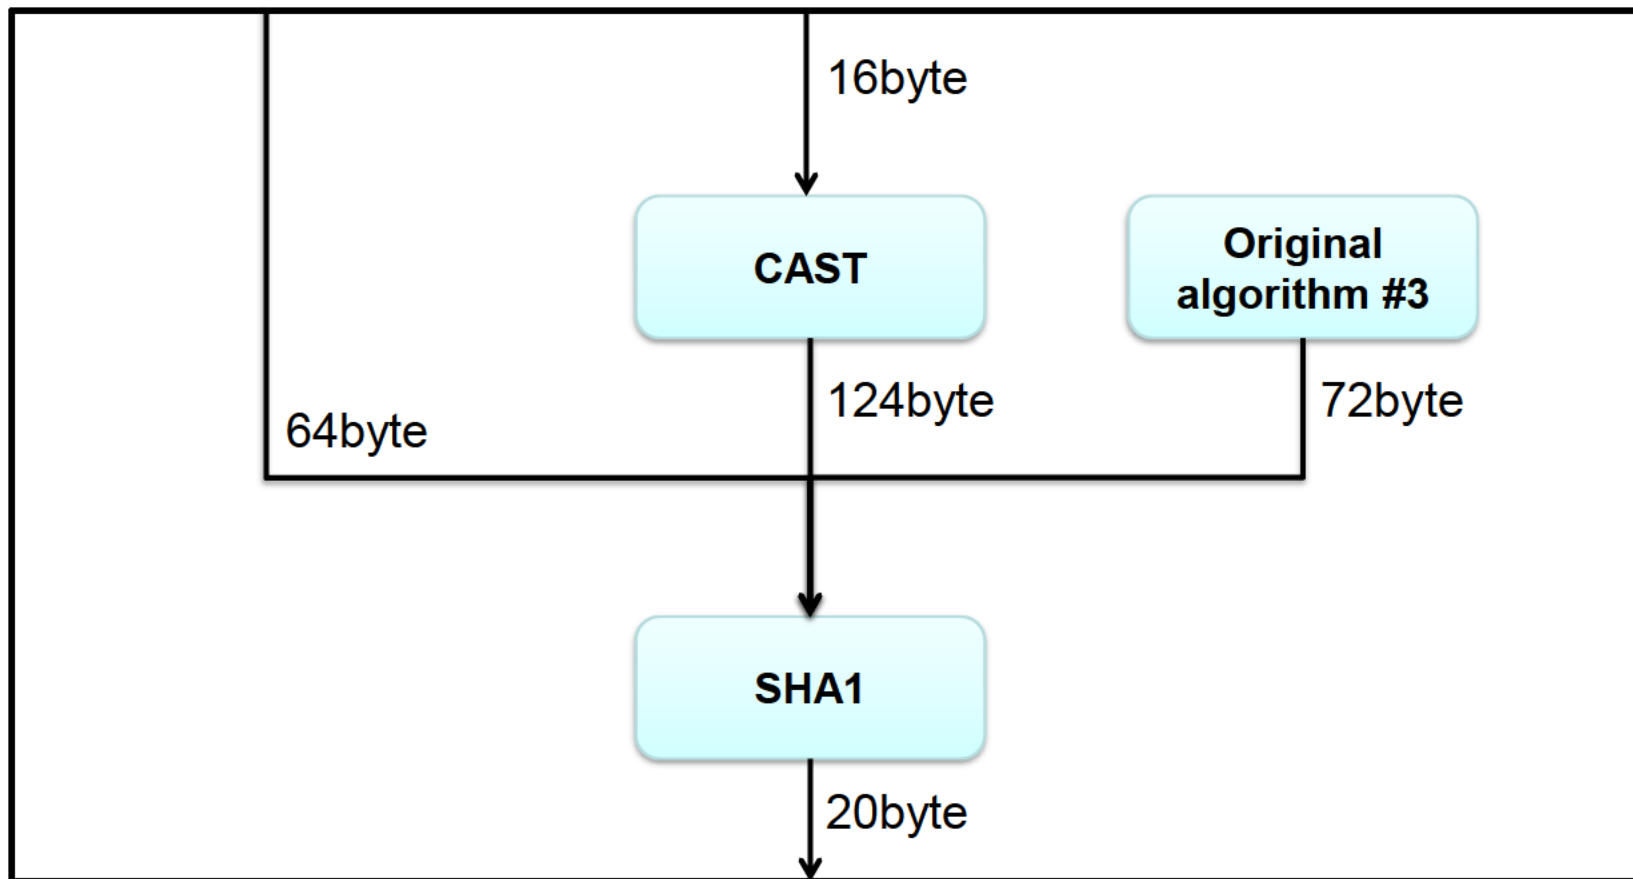 16byte
CAST
Original
algorithm #3
64byte
124byte
72byte
SHA1
20byte